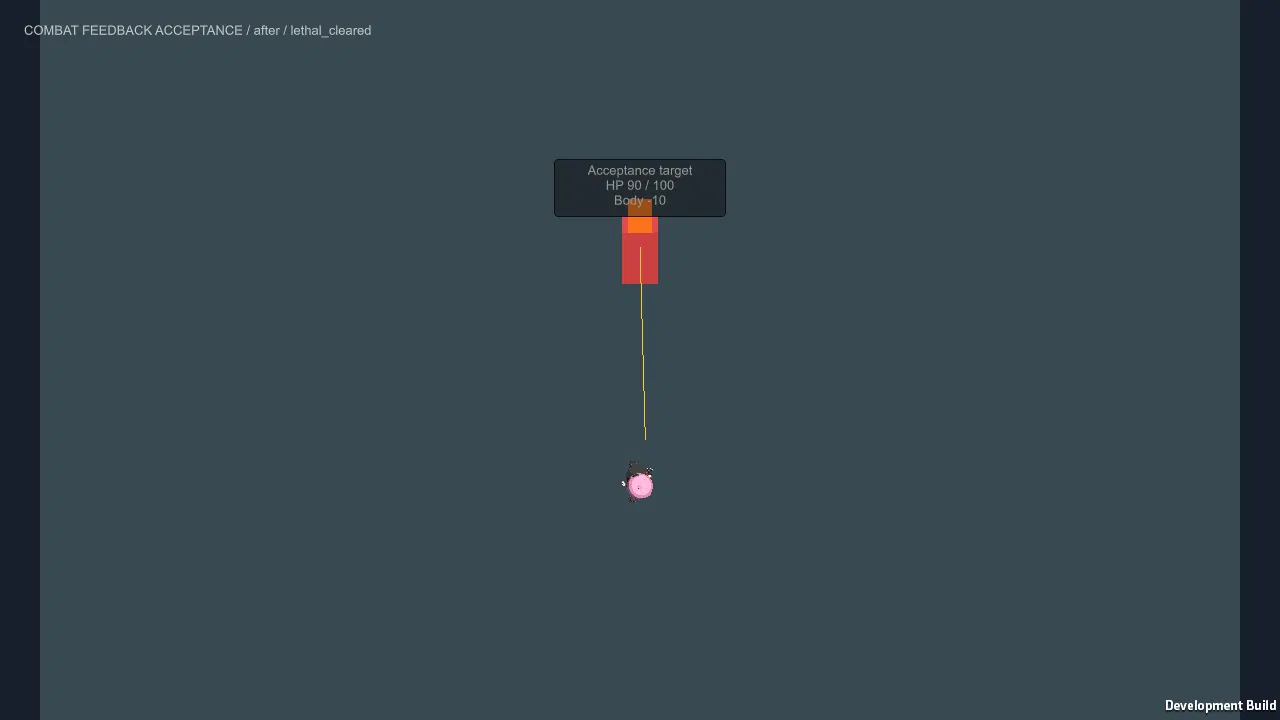 COMBAT FEEDBACK ACCEPTANCE / after / lethal_cleared
Acceptance target
HP 90 / 100
Body -10
Development Build